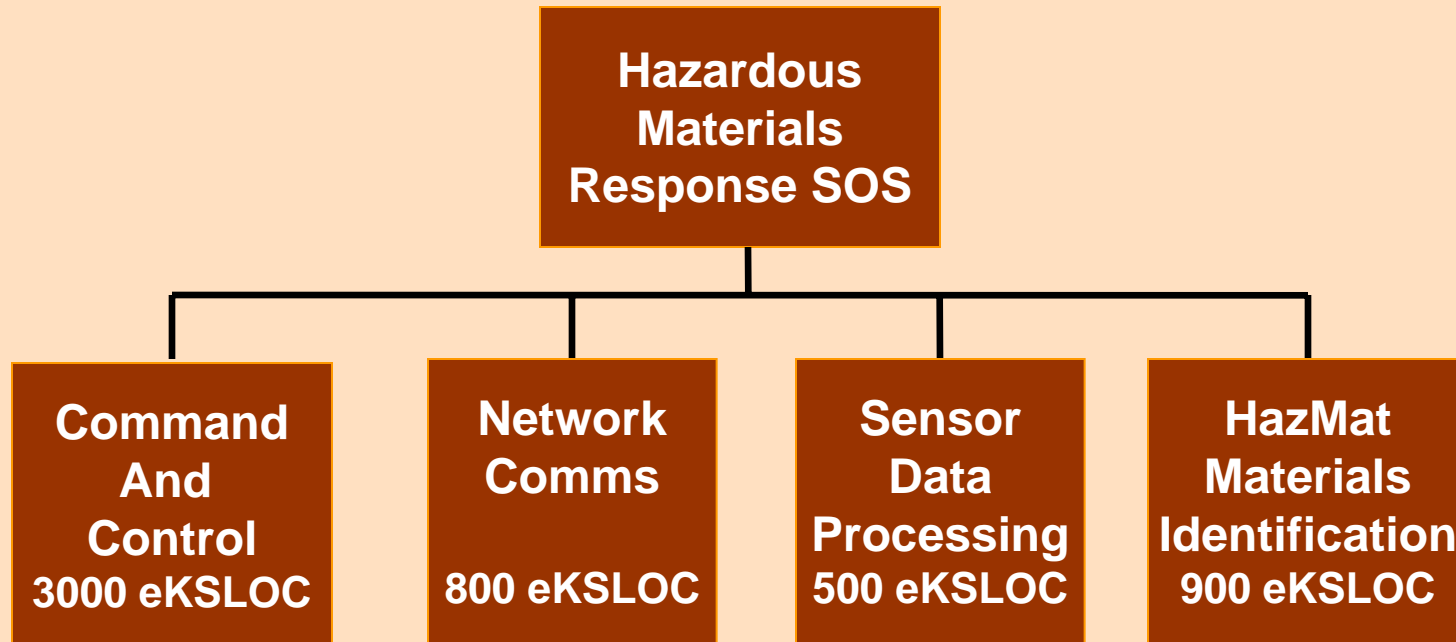 Hazardous
Materials
Response SOS
Command
And
Control
3000 eKSLOC
Network
Comms
800 eKSLOC
Sensor
Data
Processing
500 eKSLOC
HazMat
Materials
Identification
900 eKSLOC